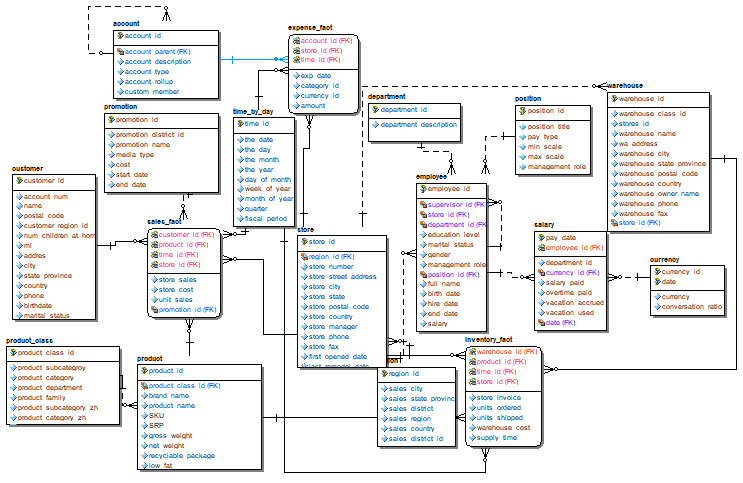 account
account id
account parent (FK)
account description
account type
account rollup
custom member
expense_fact
account id (FK)
store id (FK)
time id (FK)
exp date
category id
currency id
amount
promotion
promotion id
promotion district id
promotion name
media type
cost
start date
end date
time_by_day
time id
the date
the day
the month
the year
day of month
week of year
month of year
quarter
fiscal period
department
department id
department description
position
position id
position title
pay type
min scale
max scale
management role
warehouse
warehouse id
warehouse class id
stores id
warehouse name
wa address
warehouse city
warehouse state province
warehouse postal code
warehouse country
warehouse owner name
warehouse phone
warehouse fax
store id (FK)
customer
customer id
account num
name
postal code
customer region id
num children at hom
mi
addres
city
state province
country
phone
birthdate
marital status
sales_fact
customer id (FK)
product id (FK)
time id (FK)
store id (FK)
store sales
store cost
unit sales
promotion id (FK)
store
store id
region id (FK)
store number
store street address
store city
store state
store postal code
store country
store manager
store phone
store fax
first opened date
last remodel date
employee
employee id
supervisor id (FK)
store id (FK)
department id (FK)
education level
marital status
gender
management role
position id (FK)
full name
birth date
hire date
end date
salary
salary
pay date
employee id (FK)
department id
currency id (FK)
salary paid
overtime paid
vacation accrued
vacation used
date (FK)
currency
currency id
date
currency
conversation ratio
product_class
product class id
product subcategroy
product category
product department
product family
product subcategory zh
product category zh
product
product id
product class id (FK)
brand name
product name
SKU
SRP
gross weight
net weight
recyclable package
low fat
region id
sales city
sales state provinc
sales district
sales region
sales country
sales district id
inventory_fact
warehouse id (FK)
product id (FK)
time id (FK)
store id (FK)
store invoice
units ordered
units shipped
warehouse cost
supply time